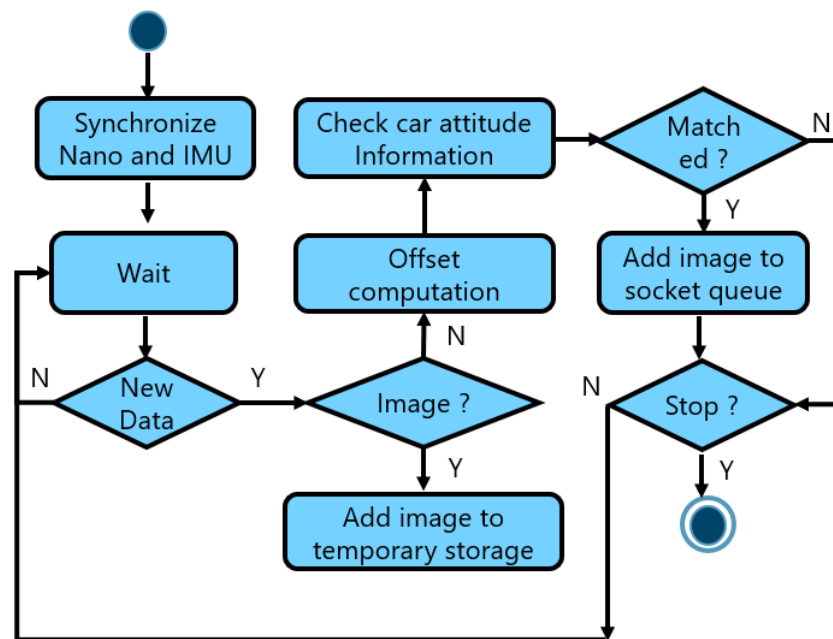 Synchronize
Nano and IMU
Wait
N
New
Data
Y
Image ?
Y
Add image to
temporary storage
N
Offset
computation
Check car attitude
Information
Match
ed ?
N
Y
Add image to
socket queue
Stop ?
N
Y